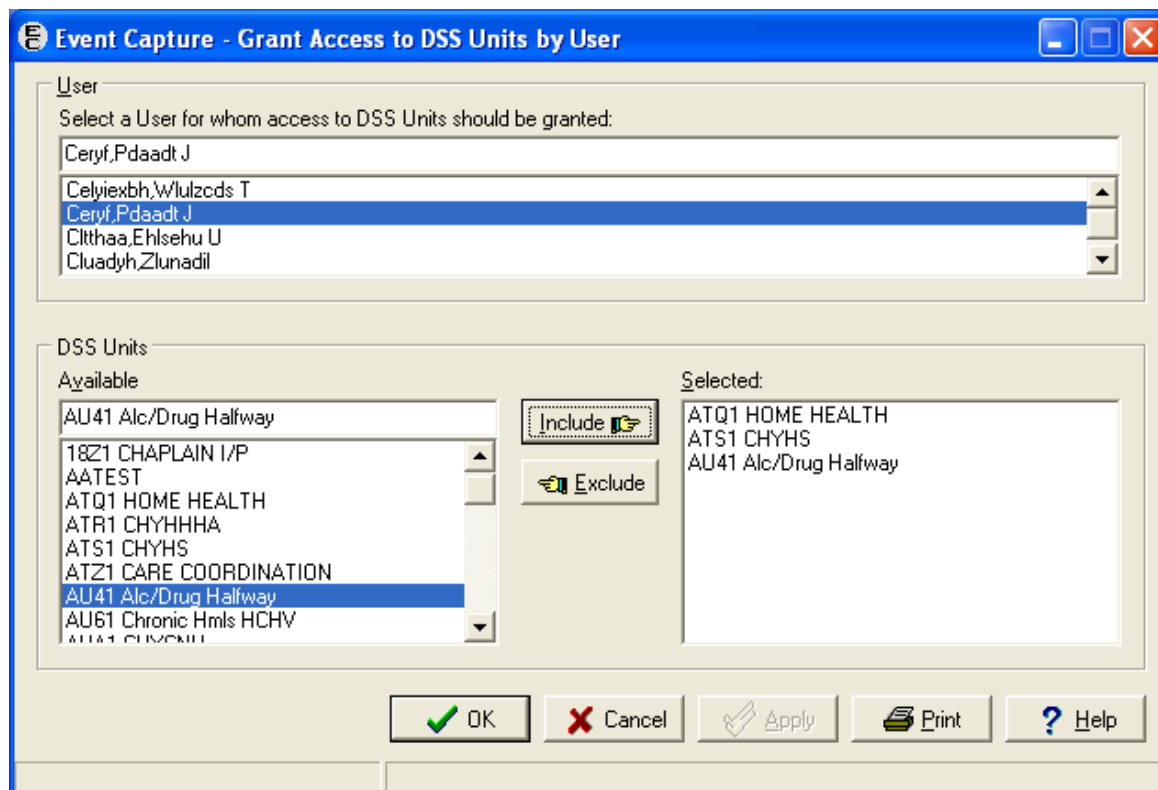 Event Capture - Grant Access to DSS Units by User
User
Select a User for whom access to DSS Units should be granted:
Ceryf,Pdaadt J
Celyiexbh,Wlulzcds T
Ceryf,Pdaadt J
Cltthaa,Ehlsehu U
Cluadyh,Zlunadil
DSS Units
Available
AU41 Alc/Drug Halfway
18Z1 CHAPLAIN I/P
AATEST
ATQ1 HOME HEALTH
ATR1 CHYHHHA
ATS1 CHYHS
ATZ1 CARE COORDINATION
AU41 Alc/Drug Halfway
AU61 Chronic Hmls HCHV
Include
Exclude
Selected:
ATQ1 HOME HEALTH
ATS1 CHYHS
AU41 Alc/Drug Halfway
OK
Cancel
Apply
Print
Help